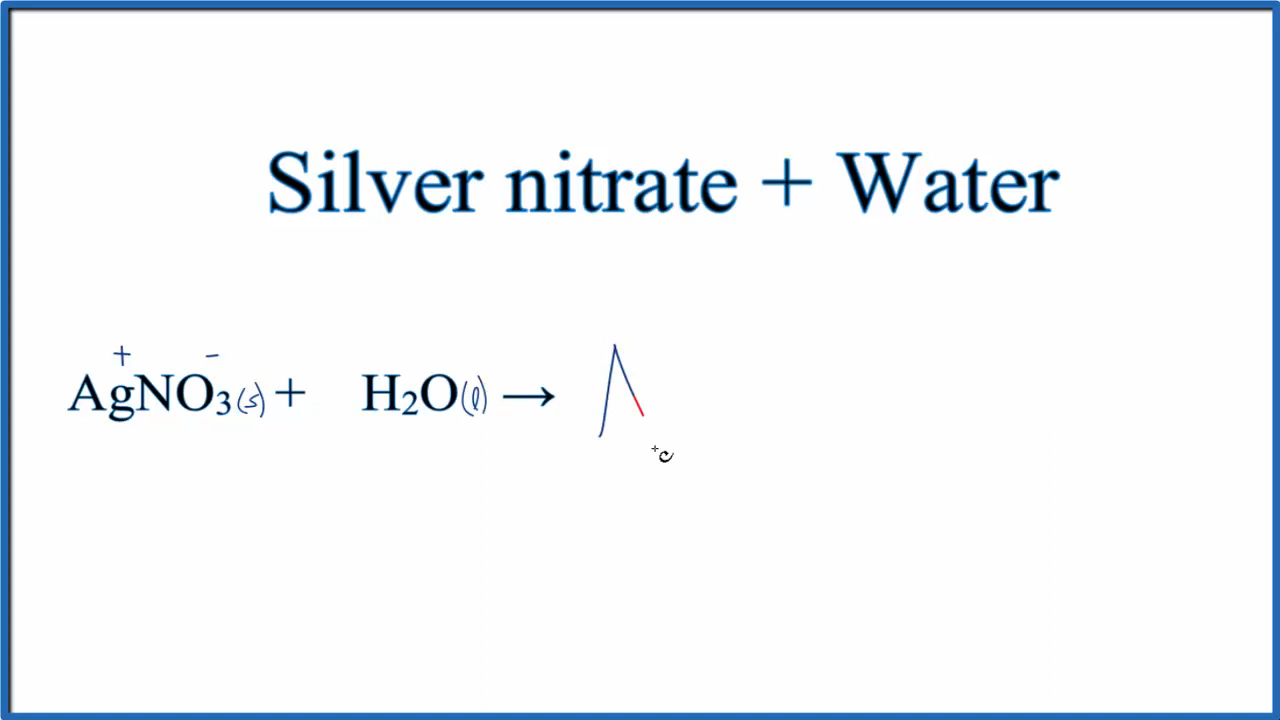 Silver nitrate + Water
+ -
AgNO₃(s) + H₂O(l) →